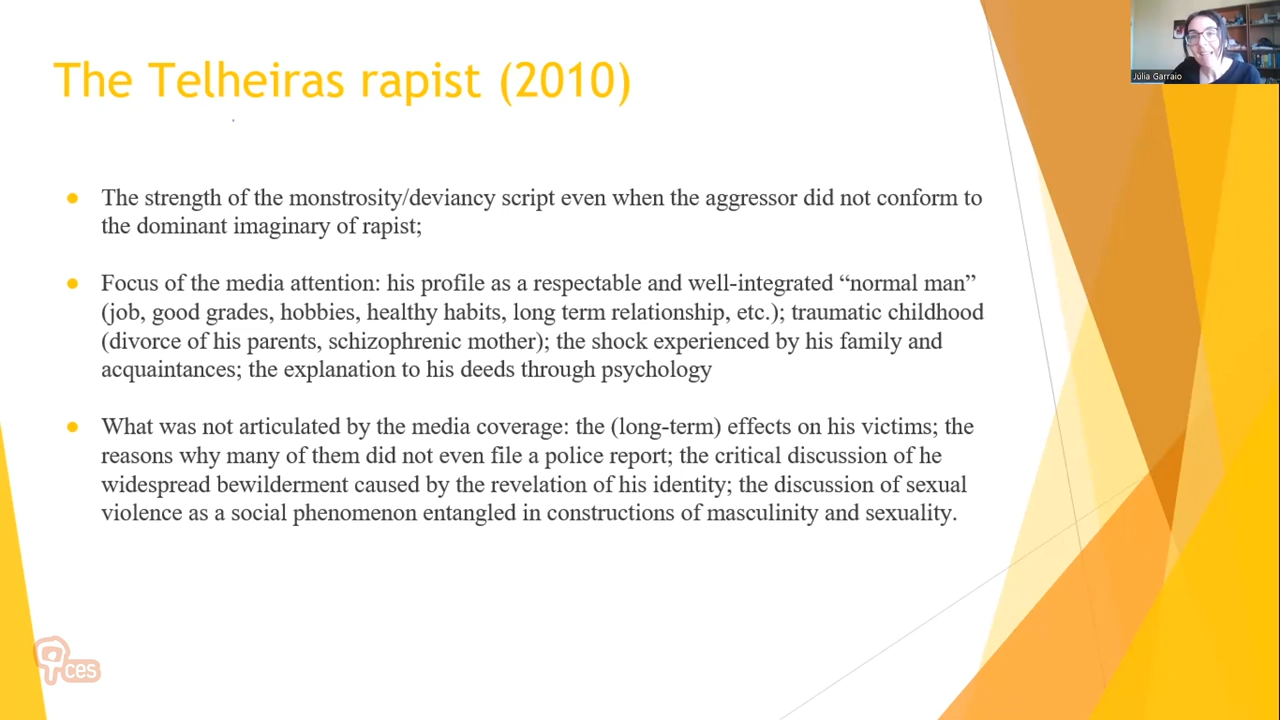 The Telheiras rapist (2010)
Júlia Garraio
The strength of the monstrosity/deviancy script even when the aggressor did not conform to
the dominant imaginary of rapist;
Focus of the media attention: his profile as a respectable and well-integrated “normal man”
(job, good grades, hobbies, healthy habits, long term relationship, etc.); traumatic childhood
(divorce of his parents, schizophrenic mother); the shock experienced by his family and
acquaintances; the explanation to his deeds through psychology
What was not articulated by the media coverage: the (long-term) effects on his victims; the
reasons why many of them did not even file a police report; the critical discussion of he
widespread bewilderment caused by the revelation of his identity; the discussion of sexual
violence as a social phenomenon entangled in constructions of masculinity and sexuality.
ces